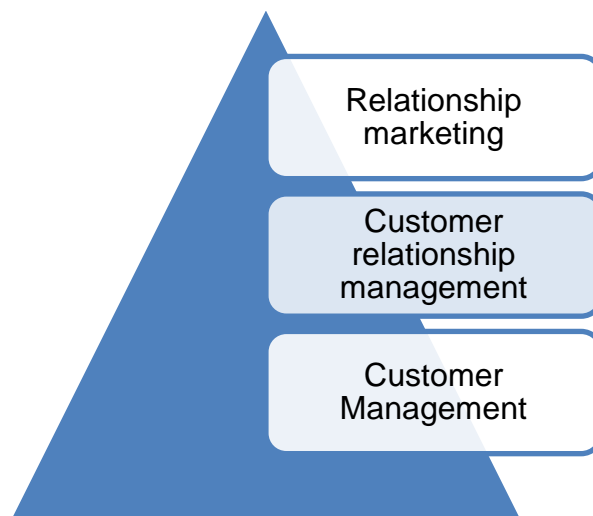 Relationship
marketing
Customer
relationship
management
Customer
Management